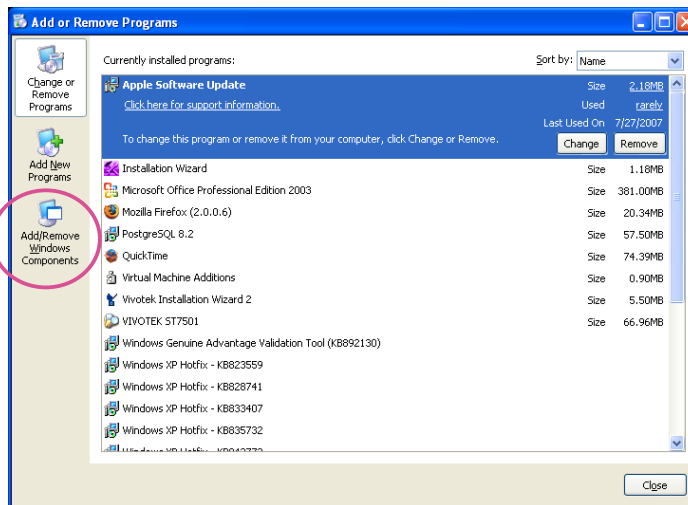 Add or Remove Programs
Change or
Remove
Programs
Add New
Programs
Add/Remove
Windows
Components
Currently installed programs:
Sort by: Name
Apple Software Update Size 2.18MB
Click here for support information. Used rarely
Last Used On 7/27/2007
To change this program or remove it from your computer, click Change or Remove. Change Remove
Installation Wizard Size 1.18MB
Microsoft Office Professional Edition 2003 Size 381.00MB
Mozilla Firefox (2.0.0.6) Size 20.34MB
PostgreSQL 8.2 Size 57.50MB
QuickTime Size 74.39MB
Virtual Machine Additions Size 0.90MB
Vivotek Installation Wizard 2 Size 5.50MB
VIVOTEK ST7501 Size 66.96MB
Windows Genuine Advantage Validation Tool (KB892130)
Windows XP Hotfix - KB823559
Windows XP Hotfix - KB828741
Windows XP Hotfix - KB833407
Windows XP Hotfix - KB835732
Windows XP Hotfix -
Close